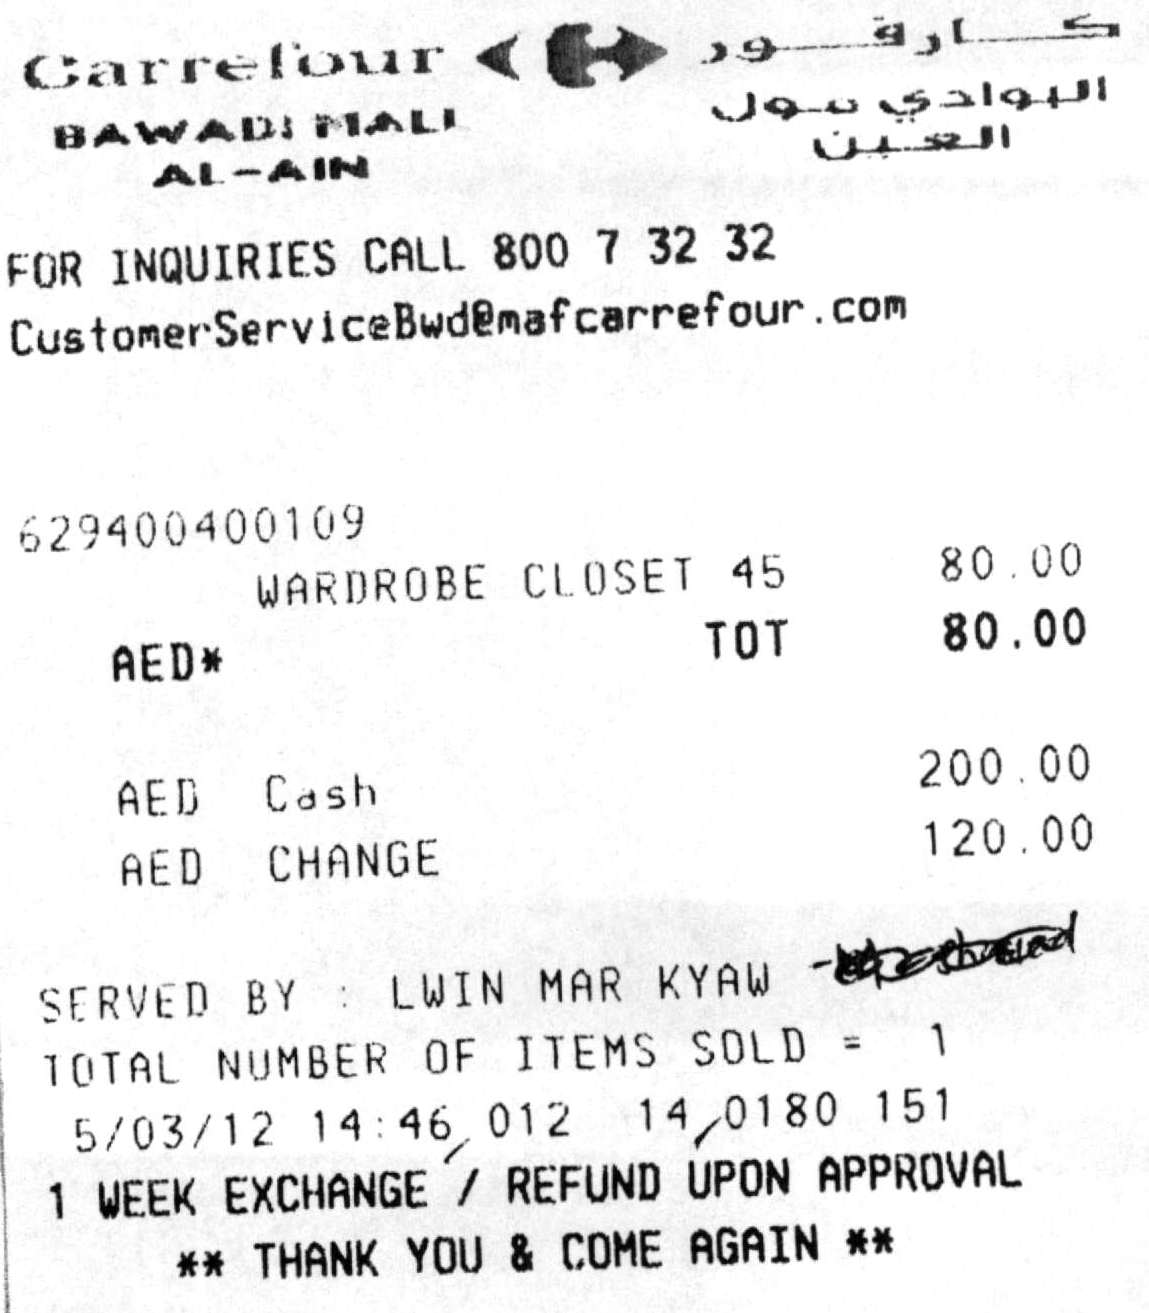 Carrefour كارفور
BAWADI MALL البوادي مول
AL-AIN العين
FOR INQUIRIES CALL 800 7 32 32
CustomerServiceBwd@mafcarrefour.com
629400400109
WARDROBE CLOSET 45 80.00
AED* TOT 80.00
AED Cash 200.00
AED CHANGE 120.00
SERVED BY : LWIN MAR KYAW
TOTAL NUMBER OF ITEMS SOLD = 1
5/03/12 14:46 012 14 0180 151
1 WEEK EXCHANGE / REFUND UPON APPROVAL
** THANK YOU & COME AGAIN **